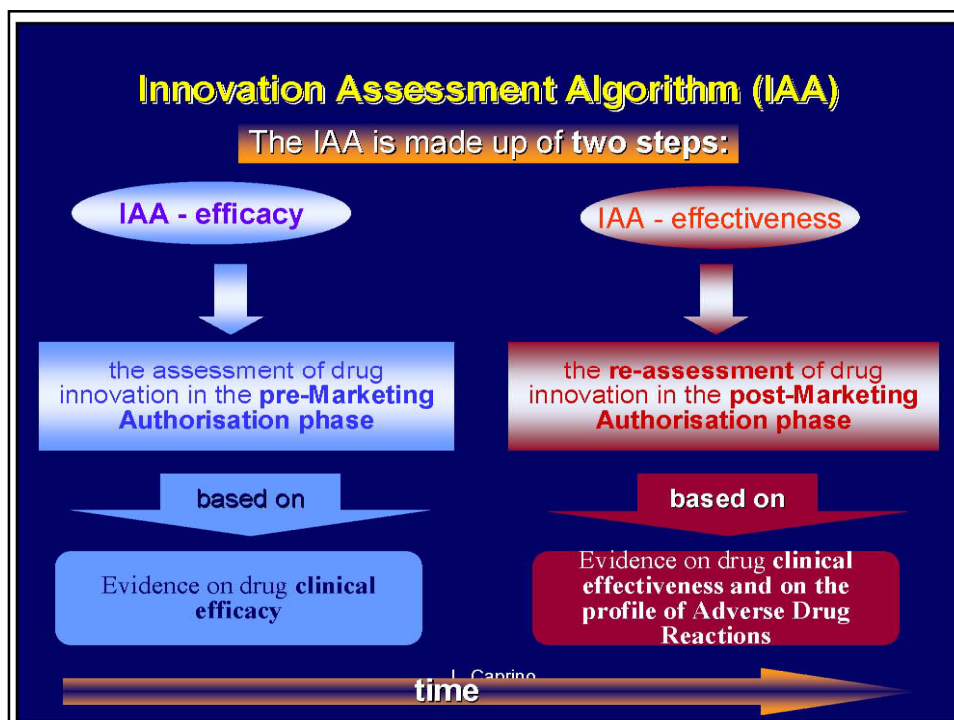 Innovation Assessment Algorithm (IAA)
The IAA is made up of two steps:
IAA - efficacy
the assessment of drug
innovation in the pre-Marketing
Authorisation phase
based on
Evidence on drug clinical
efficacy
IAA - effectiveness
the re-assessment of drug
innovation in the post-Marketing
Authorisation phase
based on
Evidence on drug clinical
effectiveness and on the
profile of Adverse Drug
Reactions
L. Caprino
time